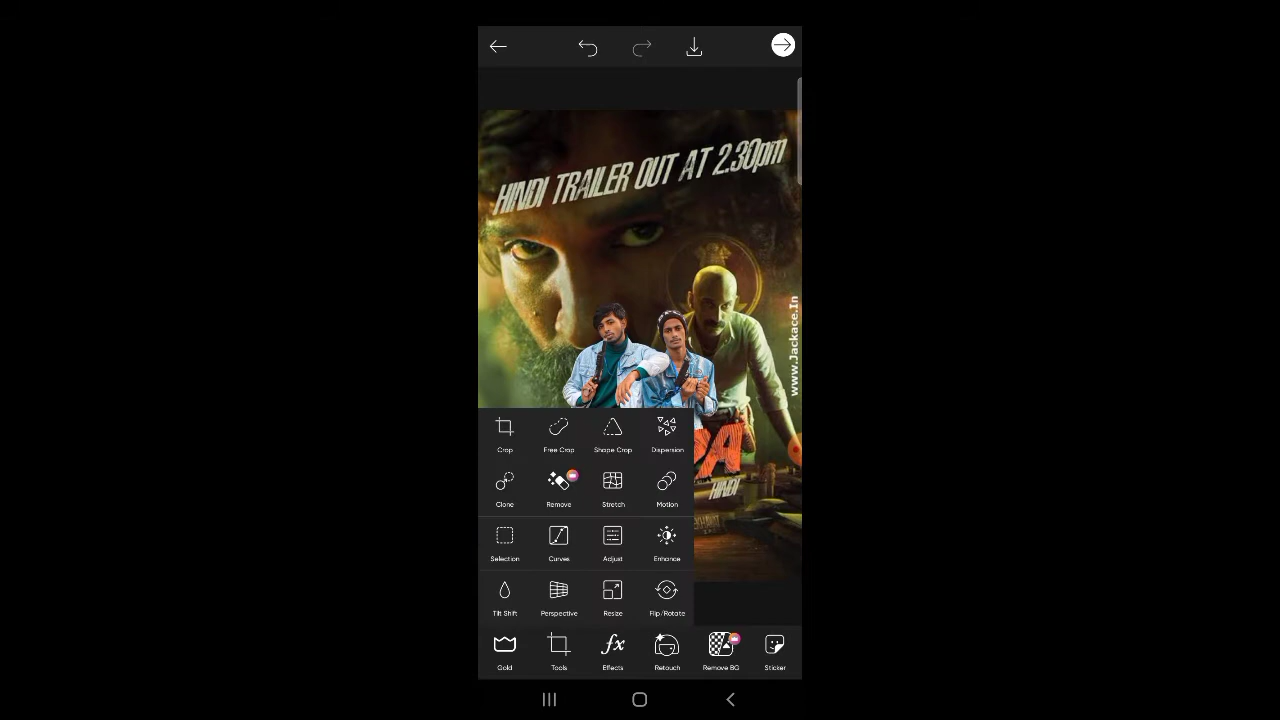 HINDI TRAILER OUT AT 2.30pm
www.Jackace.In
Crop Free Crop Shape Crop Dispersion
Clone Remove Stretch Motion
HINDI
Selection Curves Adjust Enhance
Tilt Shift Perspective Resize Flip/Rotate
Gold Tools Effects Retouch Remove BG Sticker